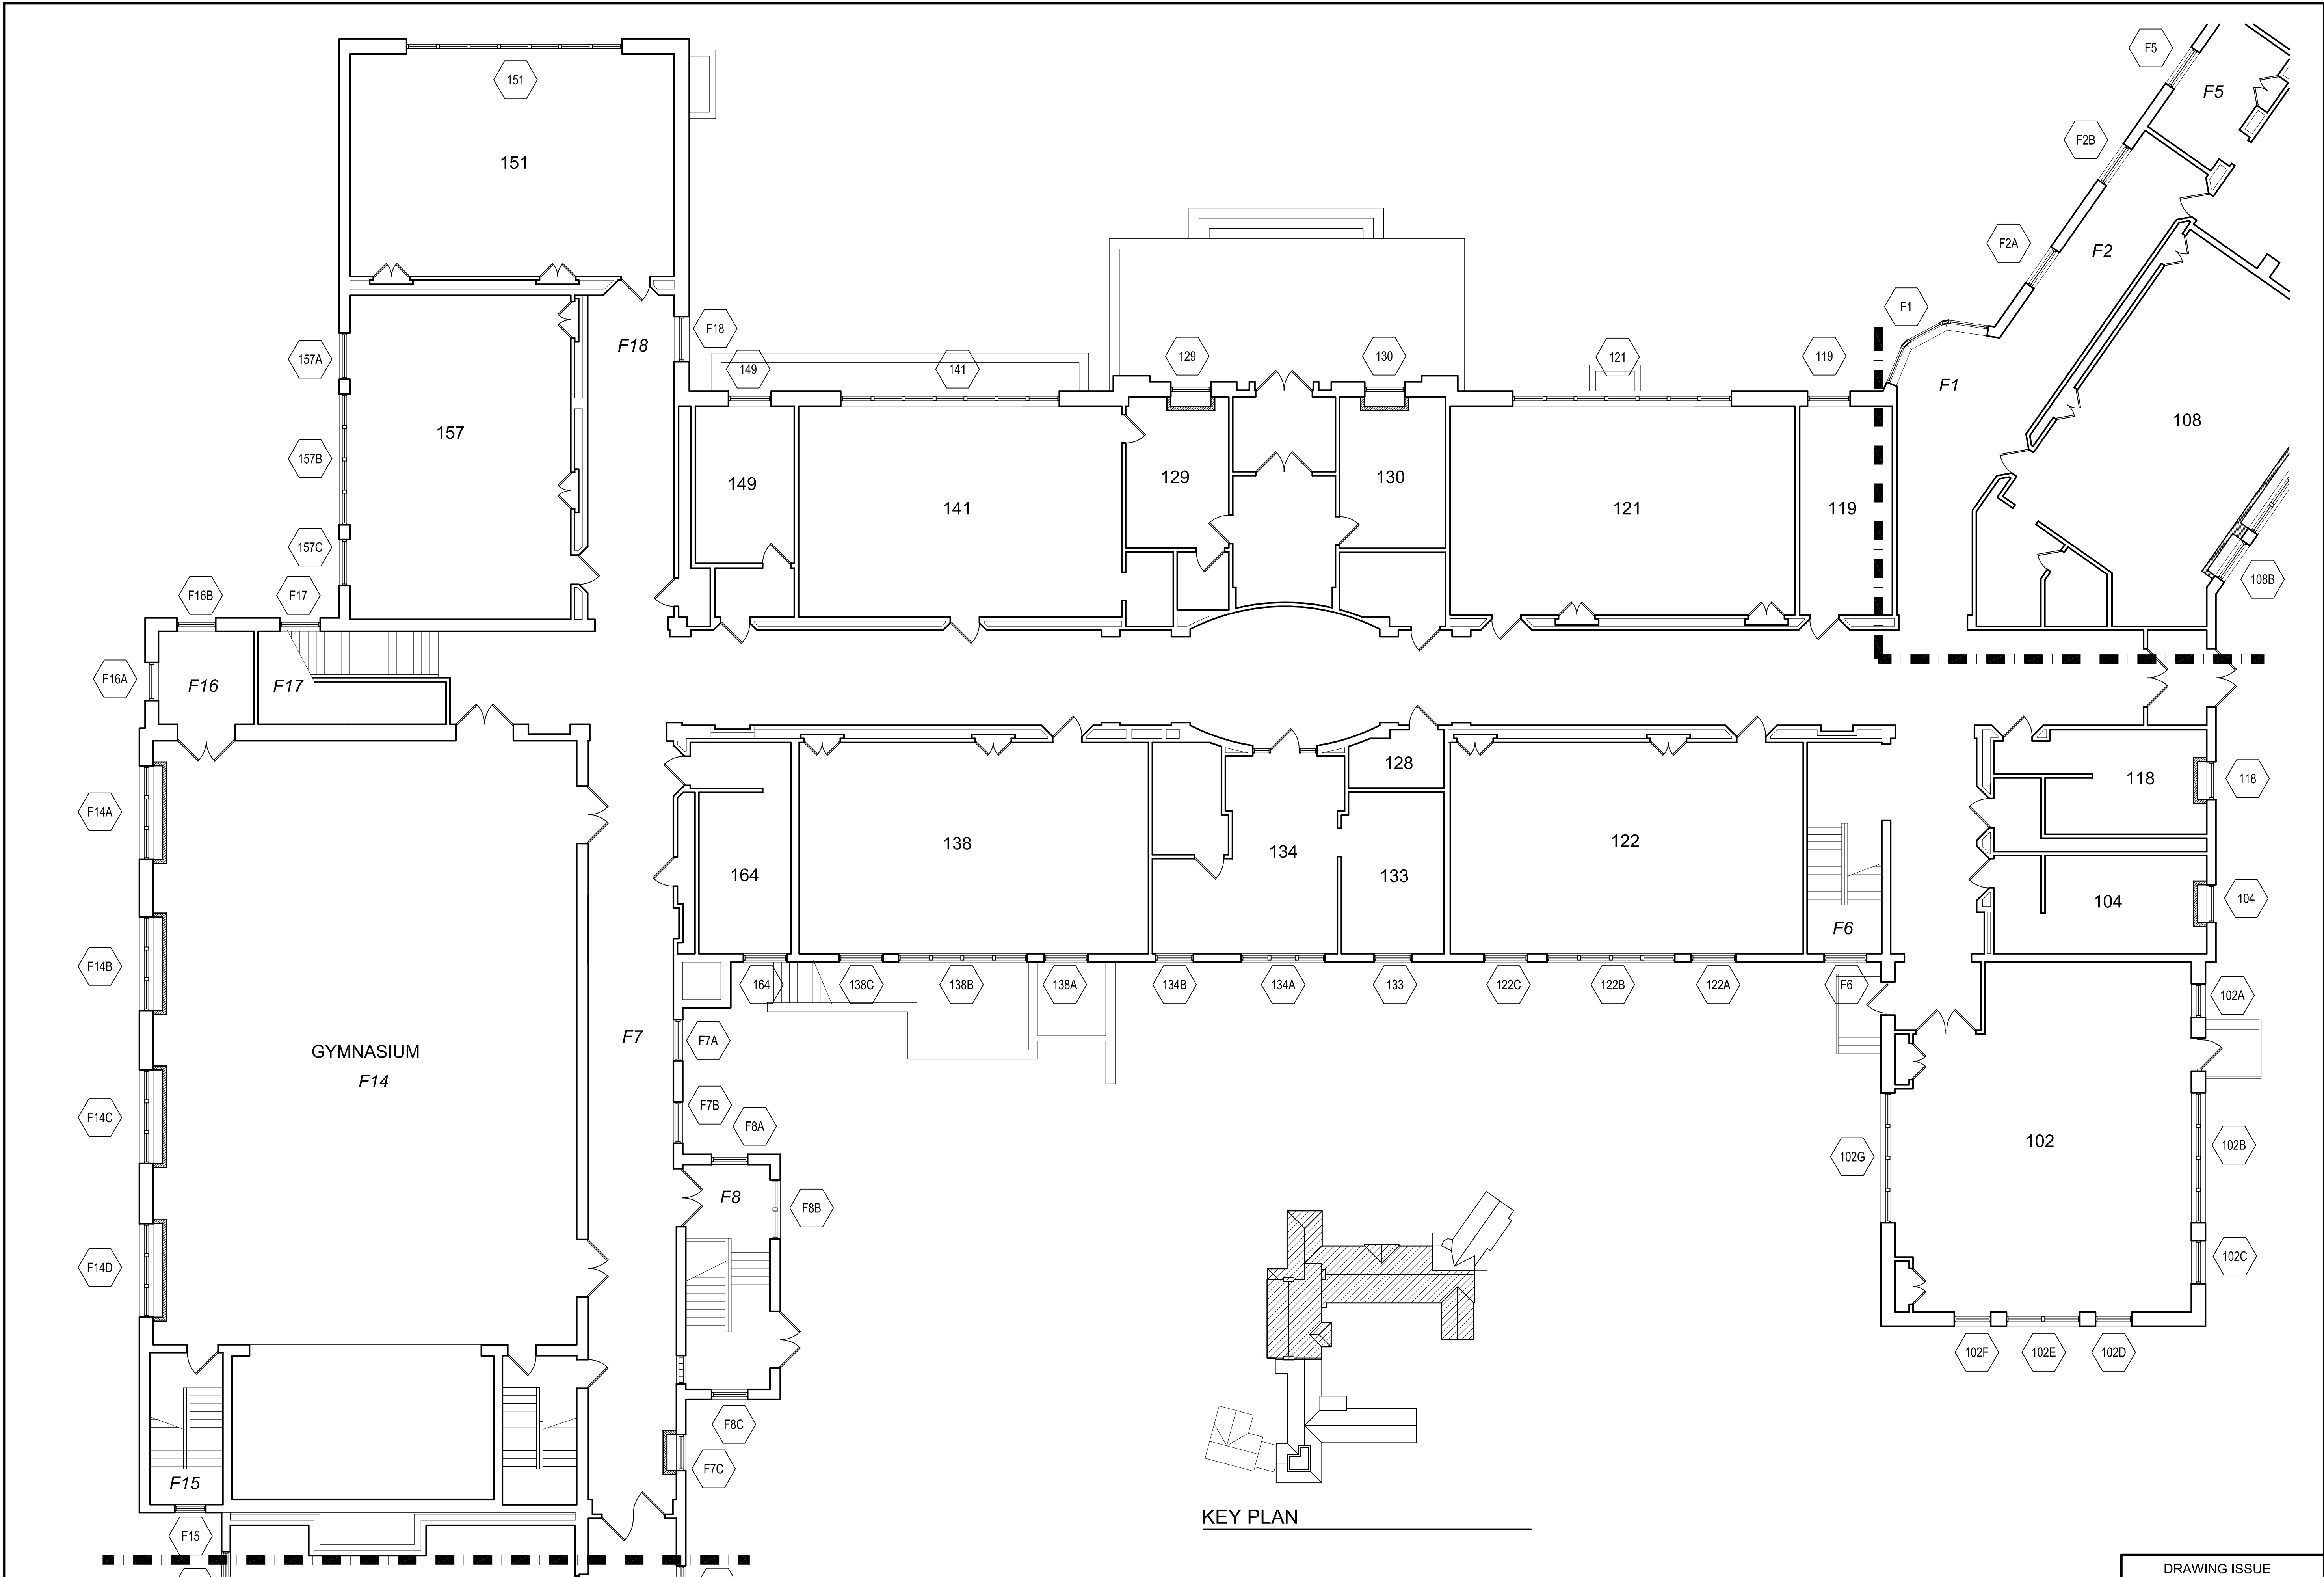 F5
151
F5
F2B
151
F2A
F2
F1
F18
F18
129
130
121
119
157A
149
141
F1
108
157
157B
149
129
130
141
121
119
157C
108B
F16B
F17
F16A
F16
F17
128
118
118
F14A
138
122
134
164
133
104
104
F6
F14B
164
138C
138B
138A
134B
134A
133
122C
122B
122A
F6
102A
F7
F7A
GYMNASIUM
F14
F7B
F8A
F14C
102
102B
102G
F8
F8B
F14D
102C
102F
102E
102D
F8C
F7C
F15
F15
KEY PLAN
DRAWING ISSUE